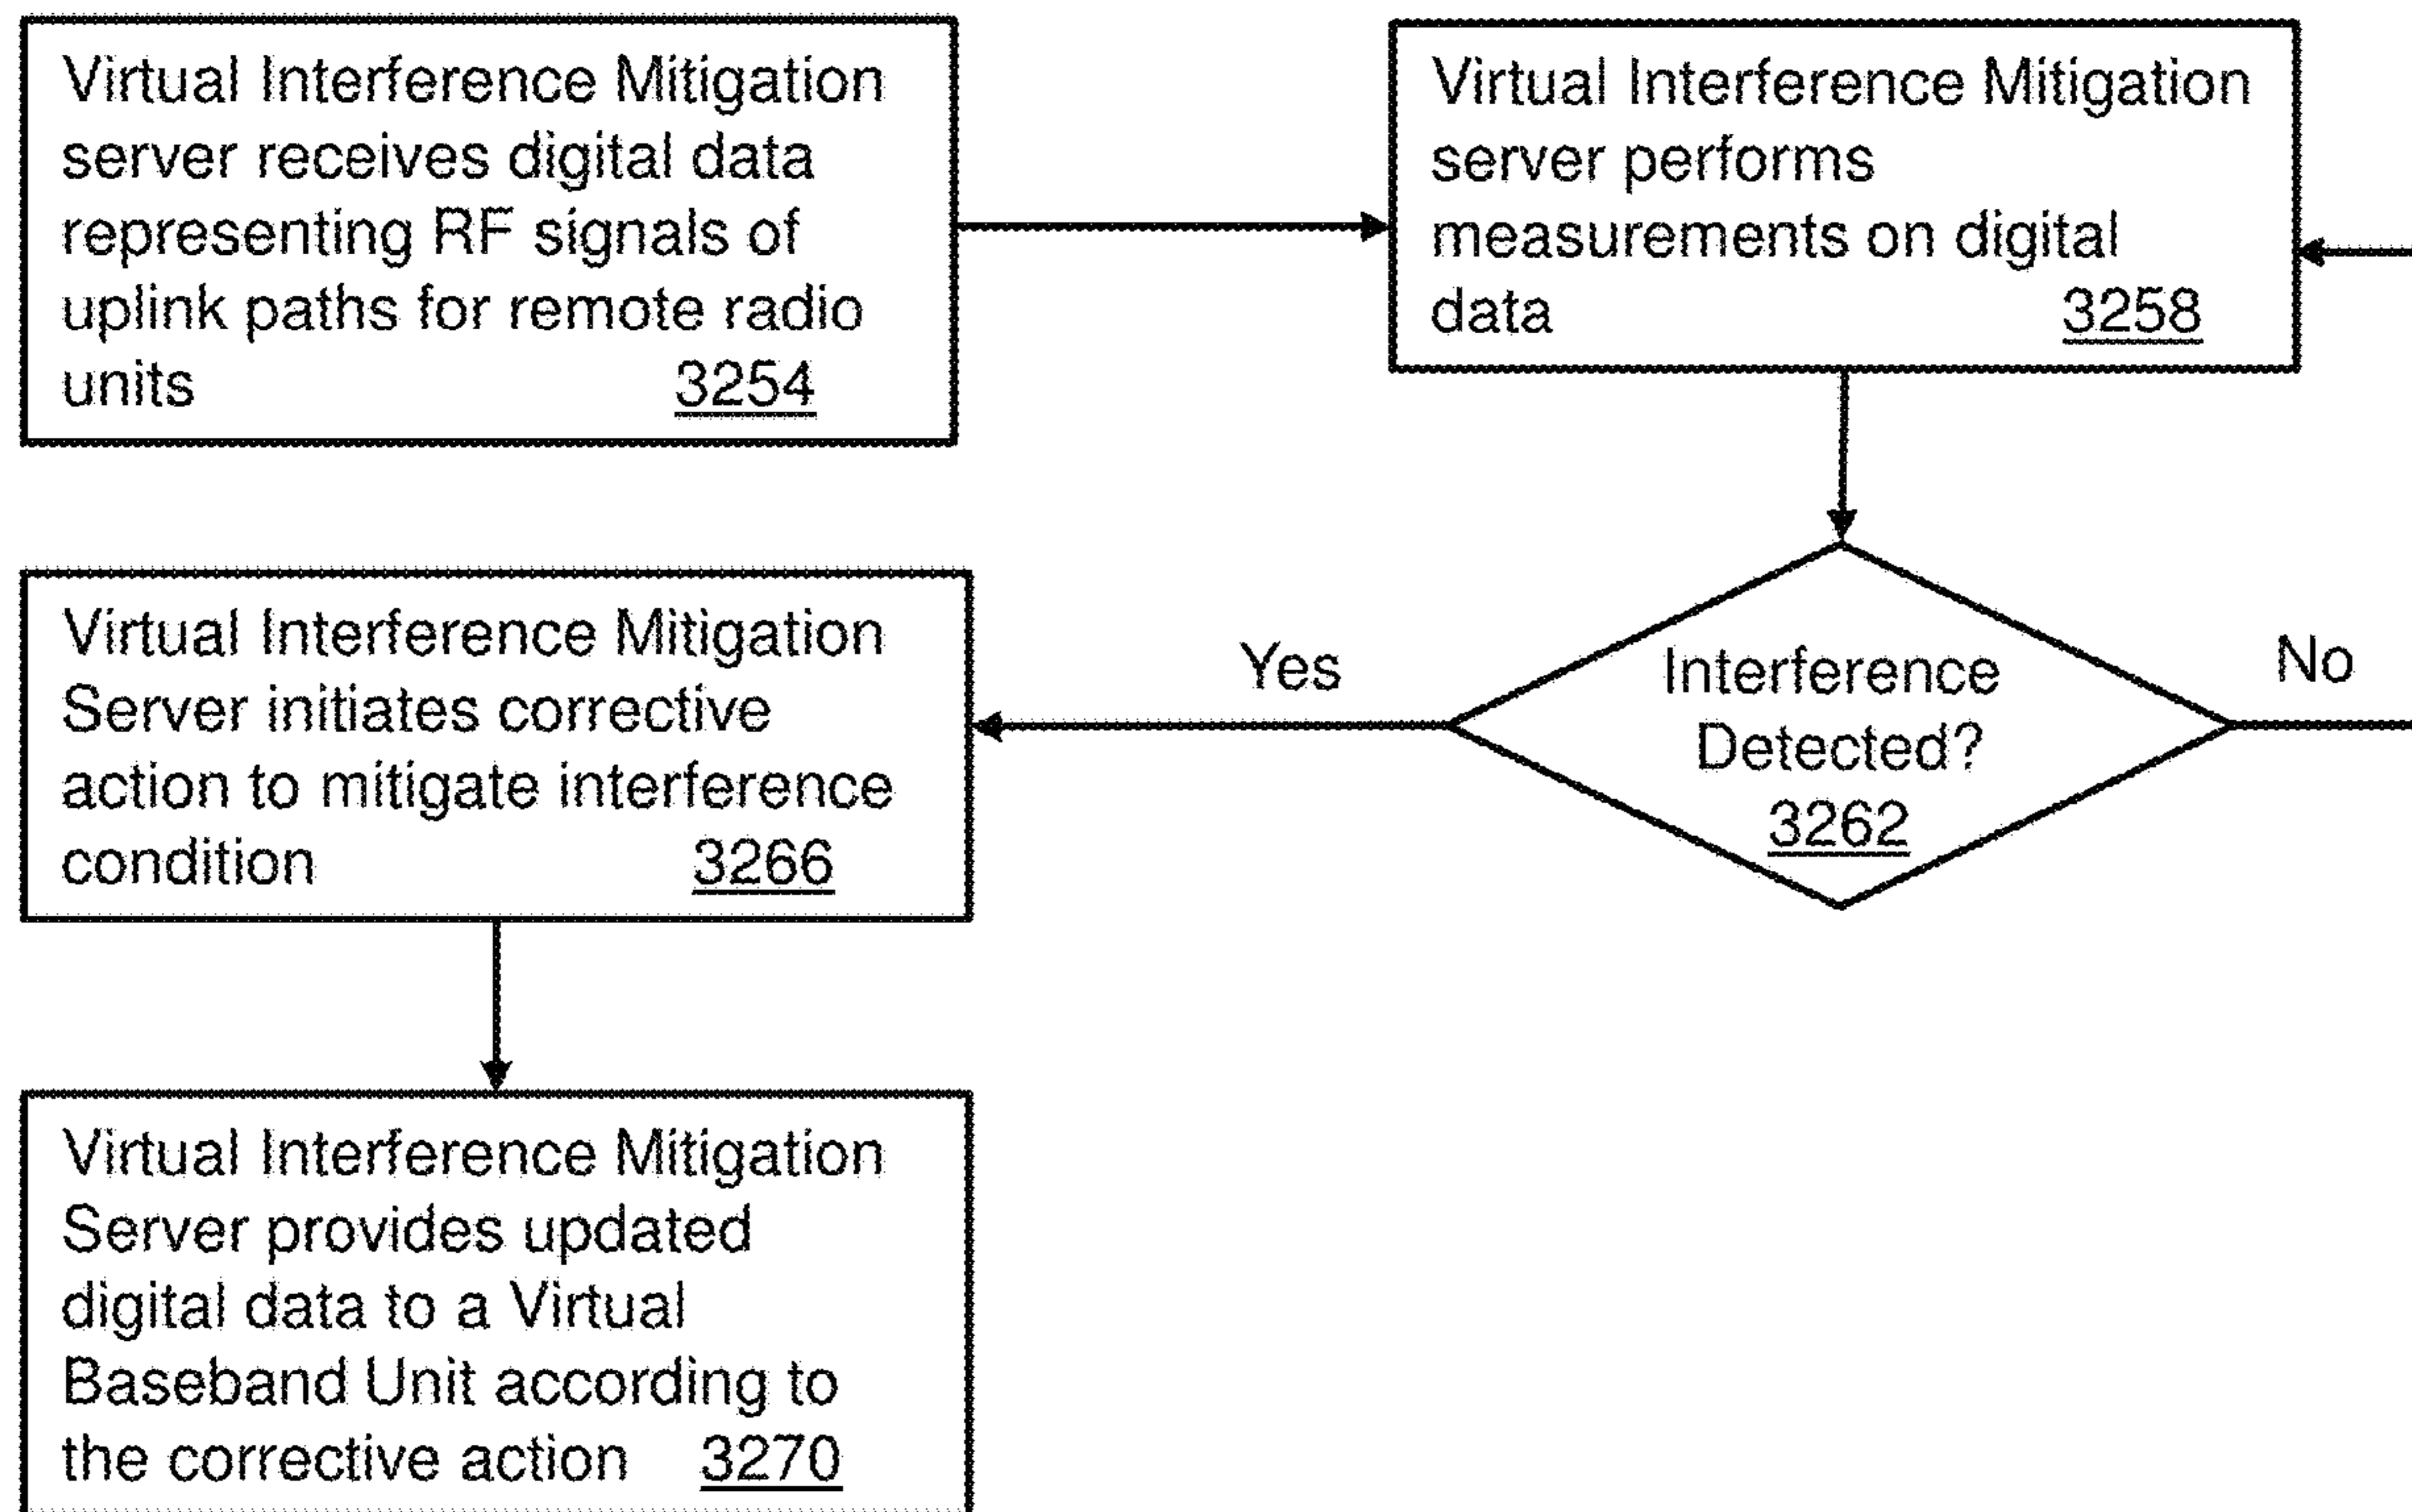 Virtual Interference Mitigation
server receives digital data
representing RF signals of
uplink paths for remote radio
units 3254
Virtual Interference Mitigation
server performs
measurements on digital
data 3258
Interference
Detected?
3262
Yes
No
Virtual Interference Mitigation
Server initiates corrective
action to mitigate interference
condition 3266
Virtual Interference Mitigation
Server provides updated
digital data to a Virtual
Baseband Unit according to
the corrective action 3270